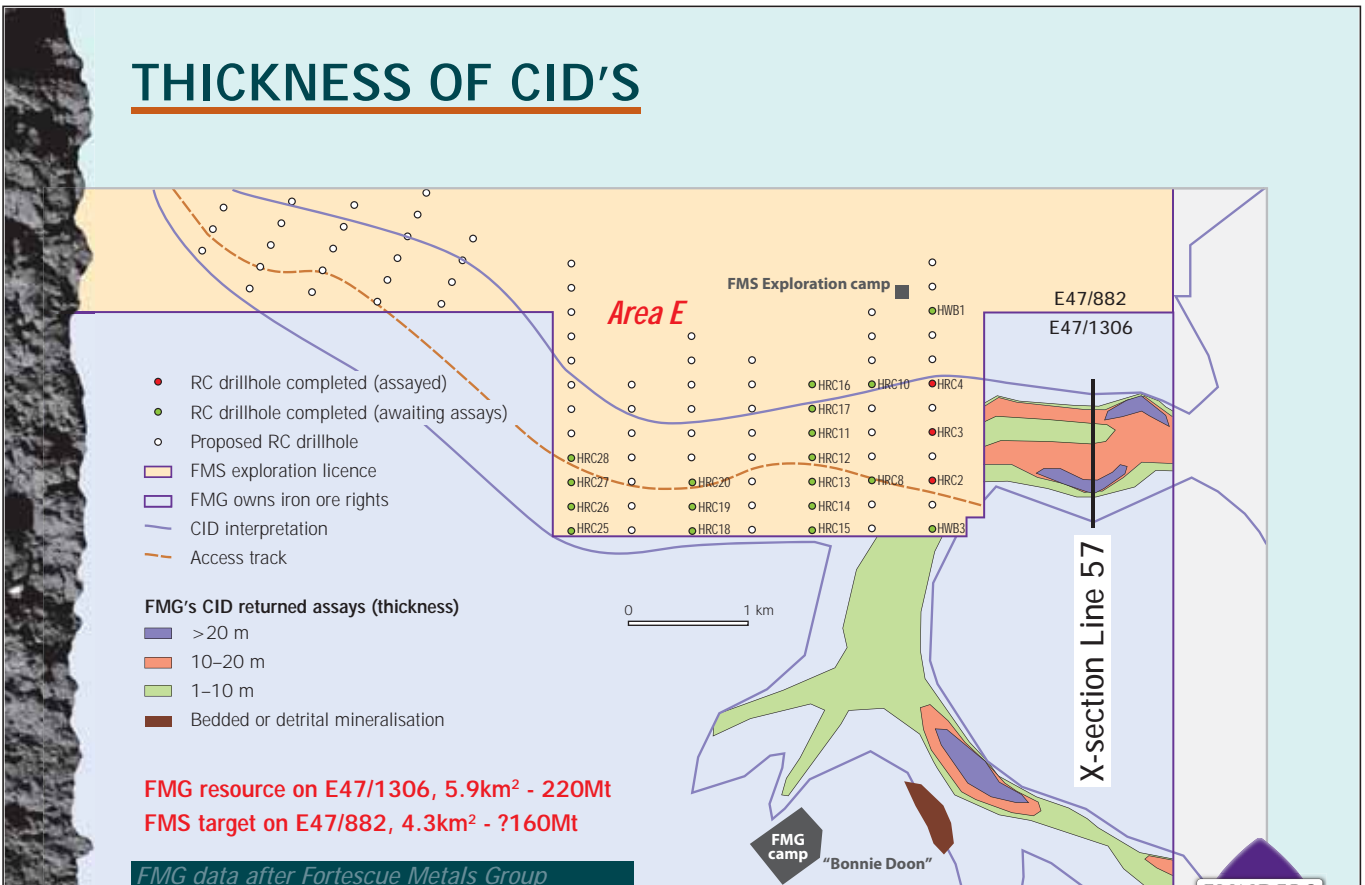 THICKNESS OF CID'S
FMS Exploration camp
Area E
E47/882
E47/1306
HWB1
HRC16
HRC10
HRC4
HRC17
HRC11
HRC3
HRC28
HRC12
HRC27
HRC20
HRC13
HRC8
HRC2
HRC26
HRC19
HRC14
HRC25
HRC18
HRC15
HWB3
RC drillhole completed (assayed)
RC drillhole completed (awaiting assays)
Proposed RC drillhole
FMS exploration licence
FMG owns iron ore rights
CID interpretation
Access track
0 1 km
X-section Line 57
FMG's CID returned assays (thickness)
>20 m
10–20 m
1–10 m
Bedded or detrital mineralisation
FMG resource on E47/1306, 5.9km² - 220Mt
FMS target on E47/882, 4.3km² - ?160Mt
FMG
camp
"Bonnie Doon"
FMG data after Fortescue Metals Group